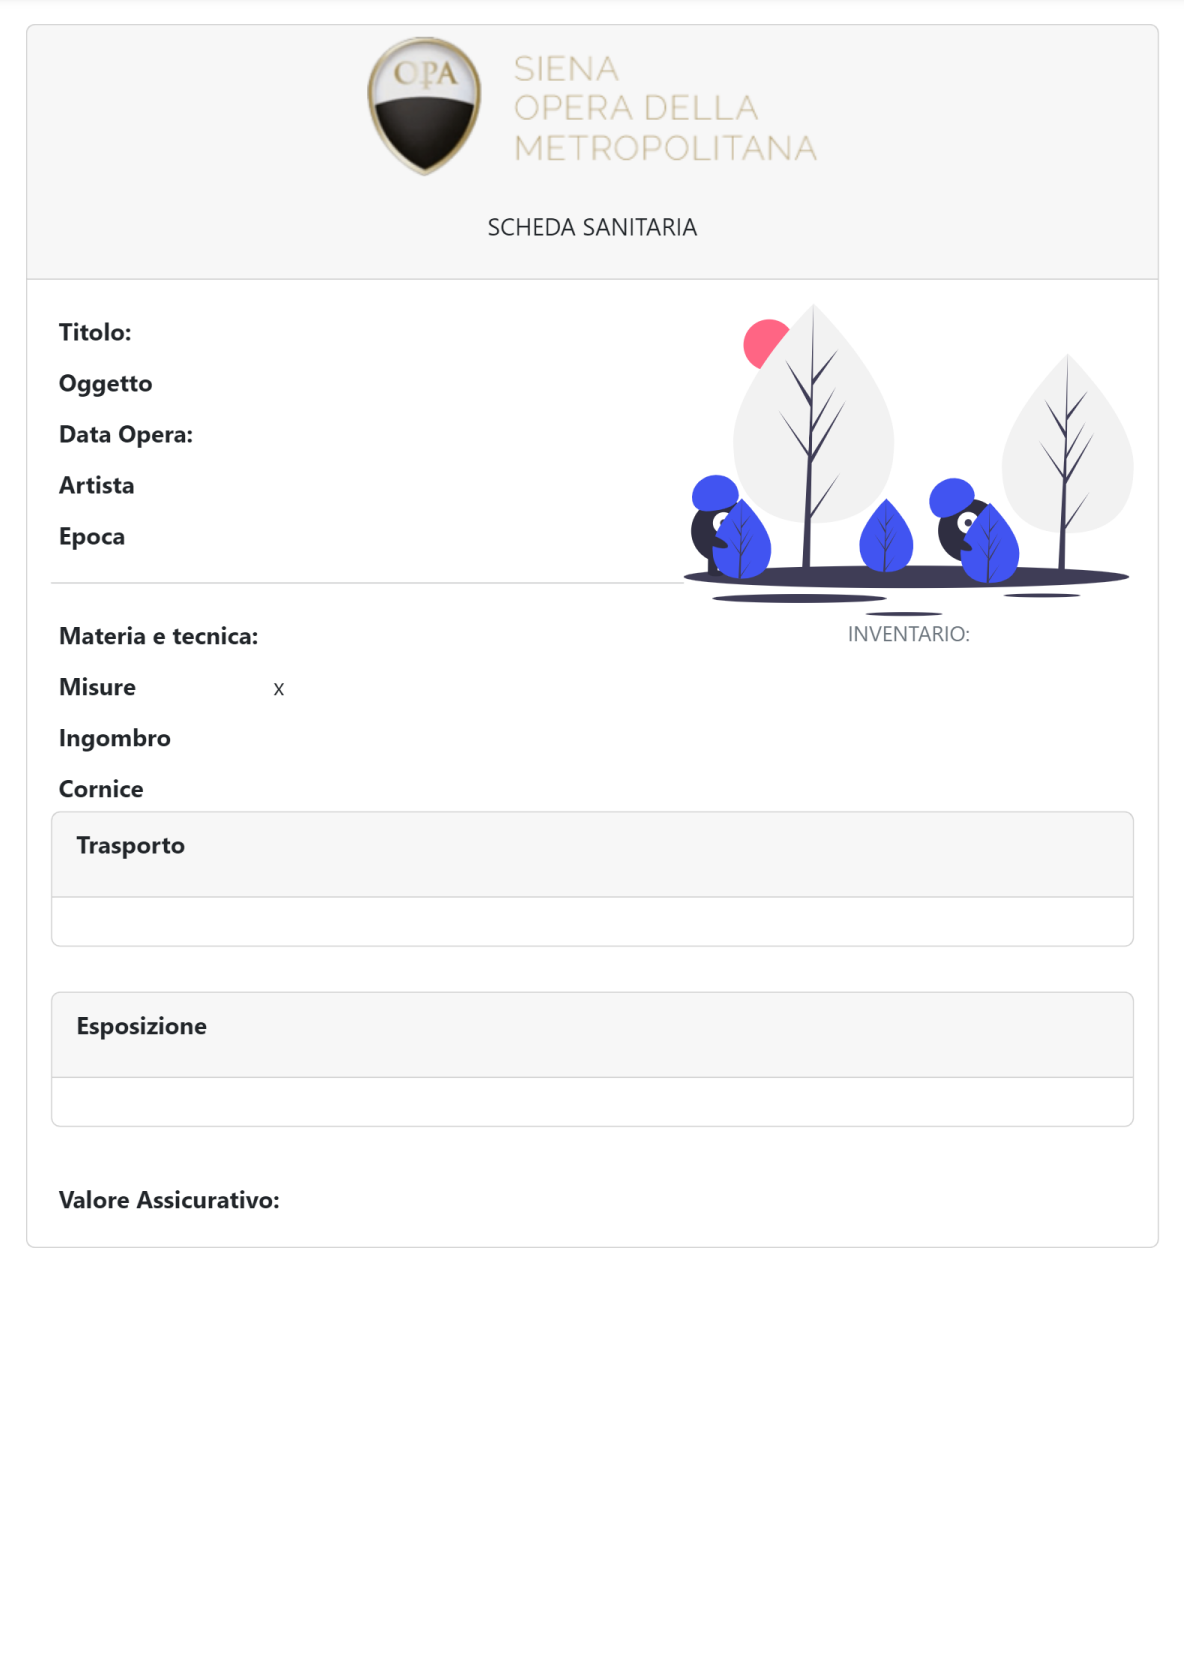 OPA
SIENA
OPERA DELLA
METROPOLITANA
SCHEDA SANITARIA
Titolo:
Oggetto
Data Opera:
Artista
Epoca
INVENTARIO:
Materia e tecnica:
Misure x
Ingombro
Cornice
Trasporto
Esposizione
Valore Assicurativo: